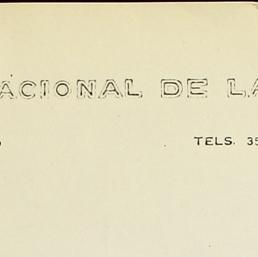 ACIONAL DE LA
TELS. 35